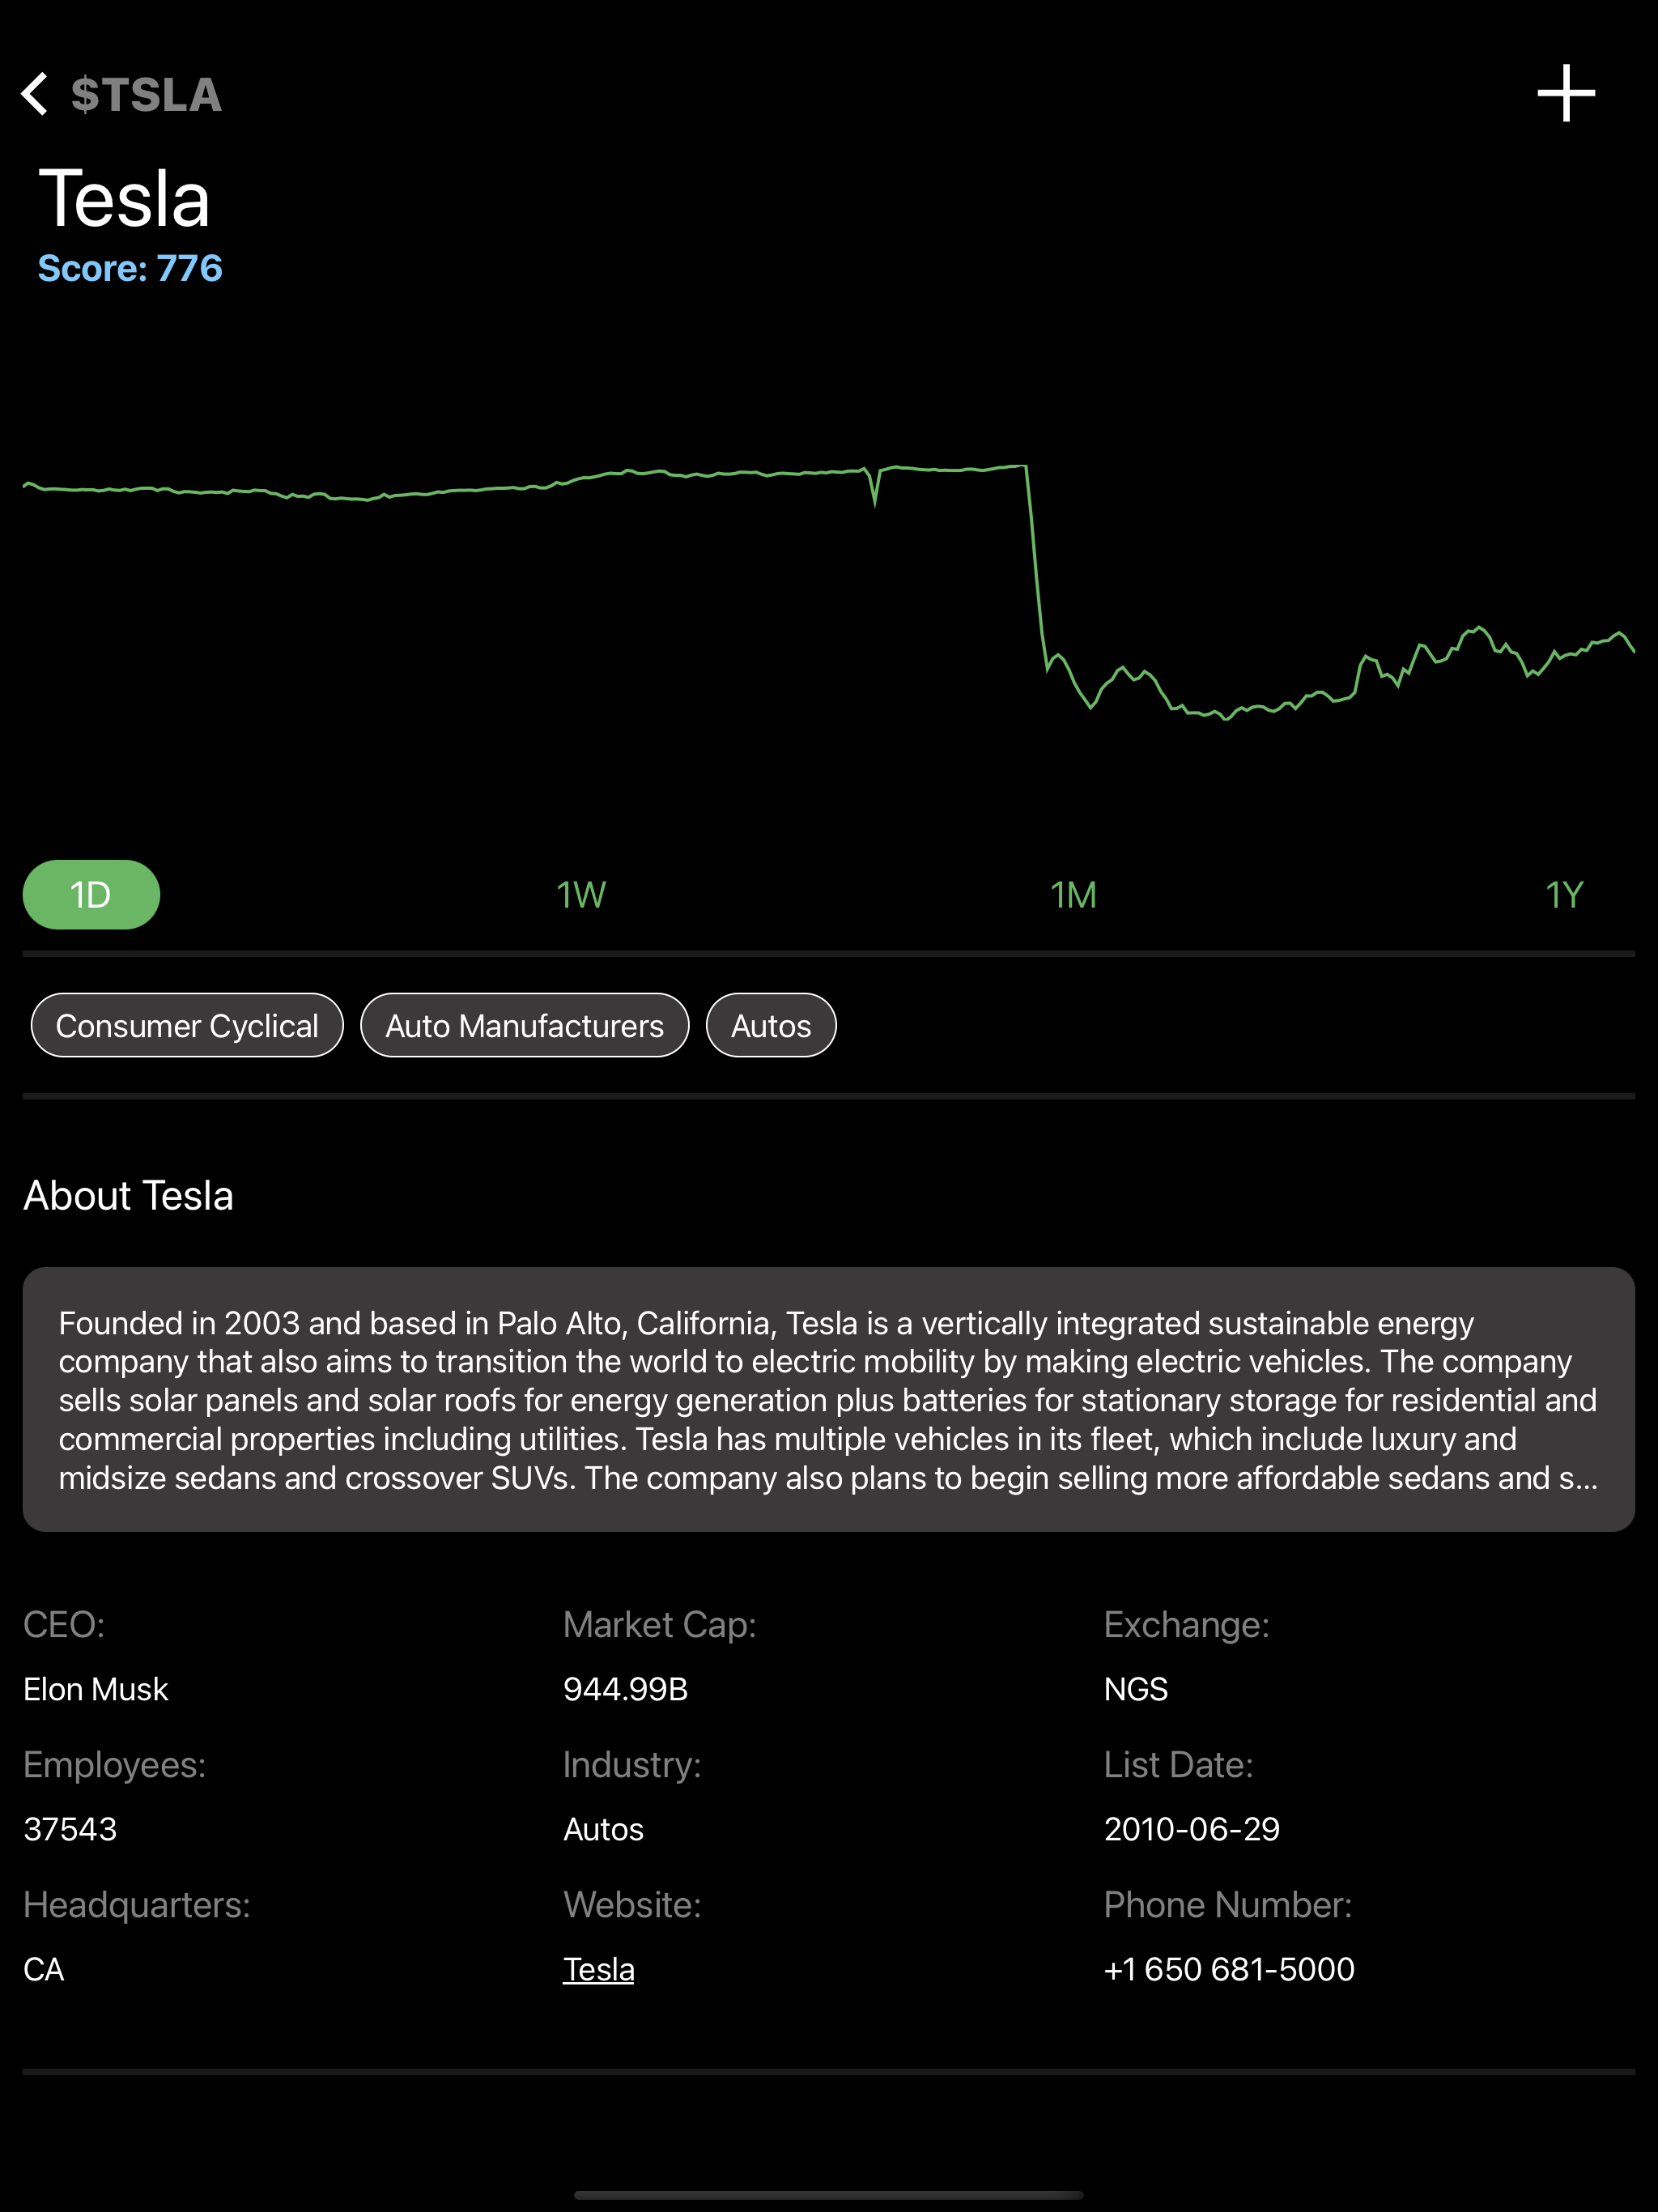 $TSLA
Tesla
Score: 776
1D 1W 1M 1Y
Consumer Cyclical Auto Manufacturers Autos
About Tesla
Founded in 2003 and based in Palo Alto, California, Tesla is a vertically integrated sustainable energy
company that also aims to transition the world to electric mobility by making electric vehicles. The company
sells solar panels and solar roofs for energy generation plus batteries for stationary storage for residential and
commercial properties including utilities. Tesla has multiple vehicles in its fleet, which include luxury and
midsize sedans and crossover SUVs. The company also plans to begin selling more affordable sedans and s...
CEO: Market Cap: Exchange:
Elon Musk 944.99B NGS
Employees: Industry: List Date:
37543 Autos 2010-06-29
Headquarters: Website: Phone Number:
CA Tesla +1 650 681-5000